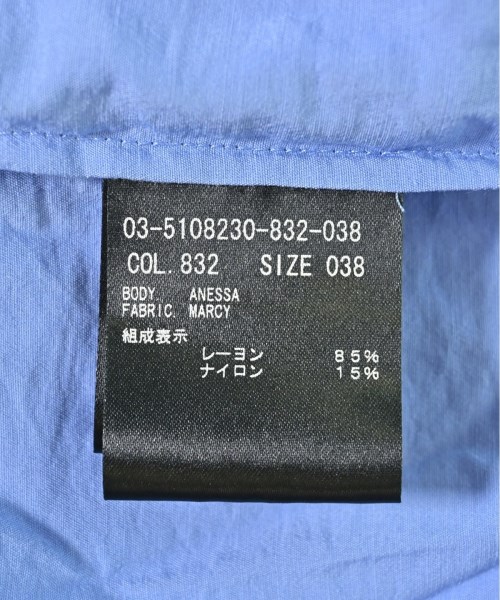 03-5108230-832-038
COL. 832 SIZE 038
BODY ANESSA
FABRIC MARCY
組成表示
レーヨン 85%
ナイロン 15%